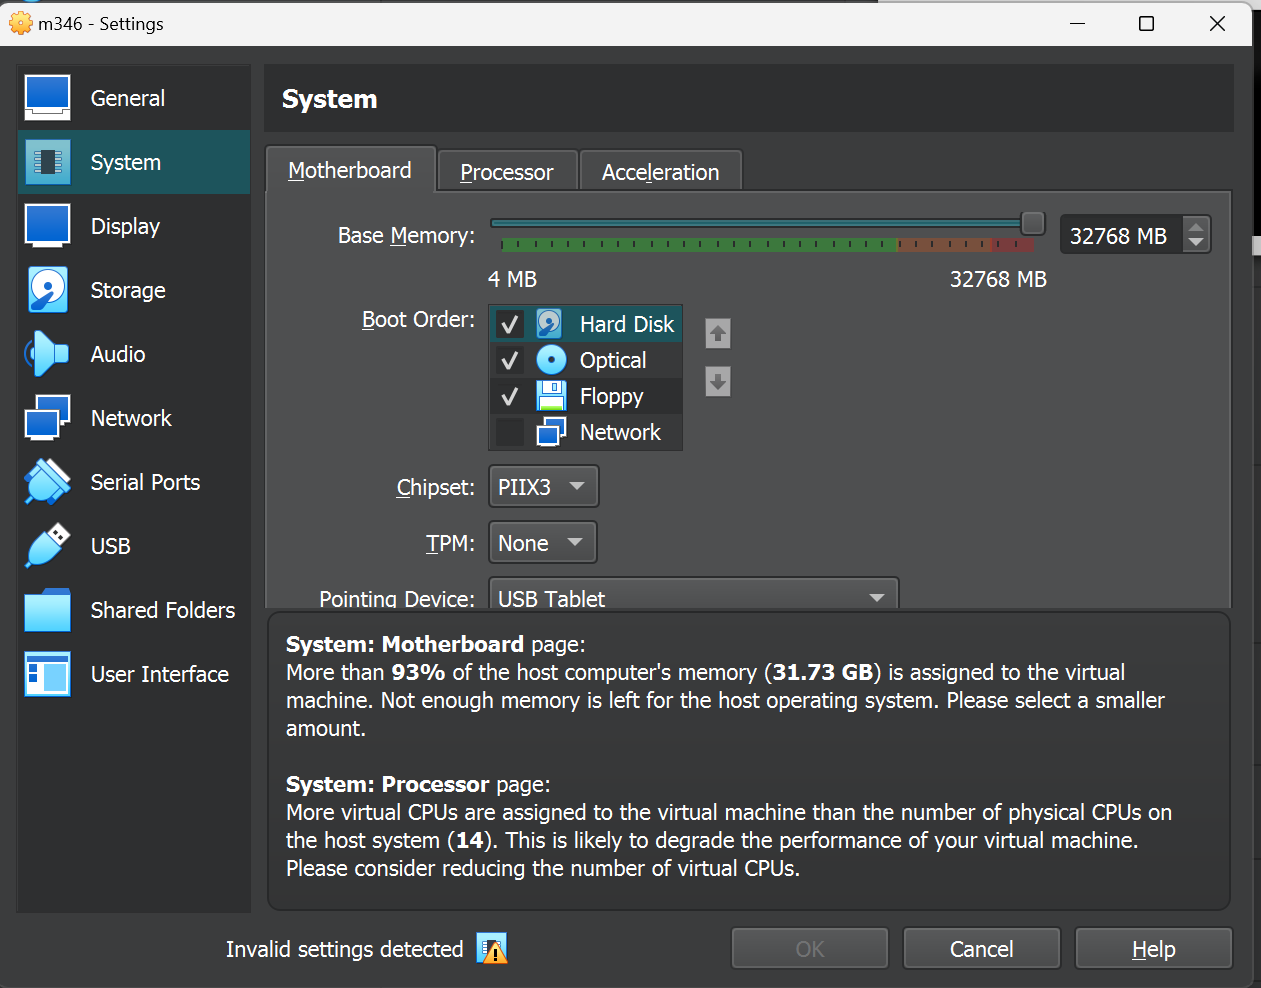 m346 - Settings
General
System
Display
Storage
Audio
Network
Serial Ports
USB
Shared Folders
User Interface
System
Motherboard
Processor
Acceleration
Base Memory:
32768 MB
4 MB
32768 MB
Boot Order:
Hard Disk
Optical
Floppy
Network
Chipset:
PIIX3
TPM:
None
Pointing Device:
USB Tablet
System: Motherboard page:
More than 93% of the host computer's memory (31.73 GB) is assigned to the virtual
machine. Not enough memory is left for the host operating system. Please select a smaller
amount.
System: Processor page:
More virtual CPUs are assigned to the virtual machine than the number of physical CPUs on
the host system (14). This is likely to degrade the performance of your virtual machine.
Please consider reducing the number of virtual CPUs.
Invalid settings detected
OK
Cancel
Help